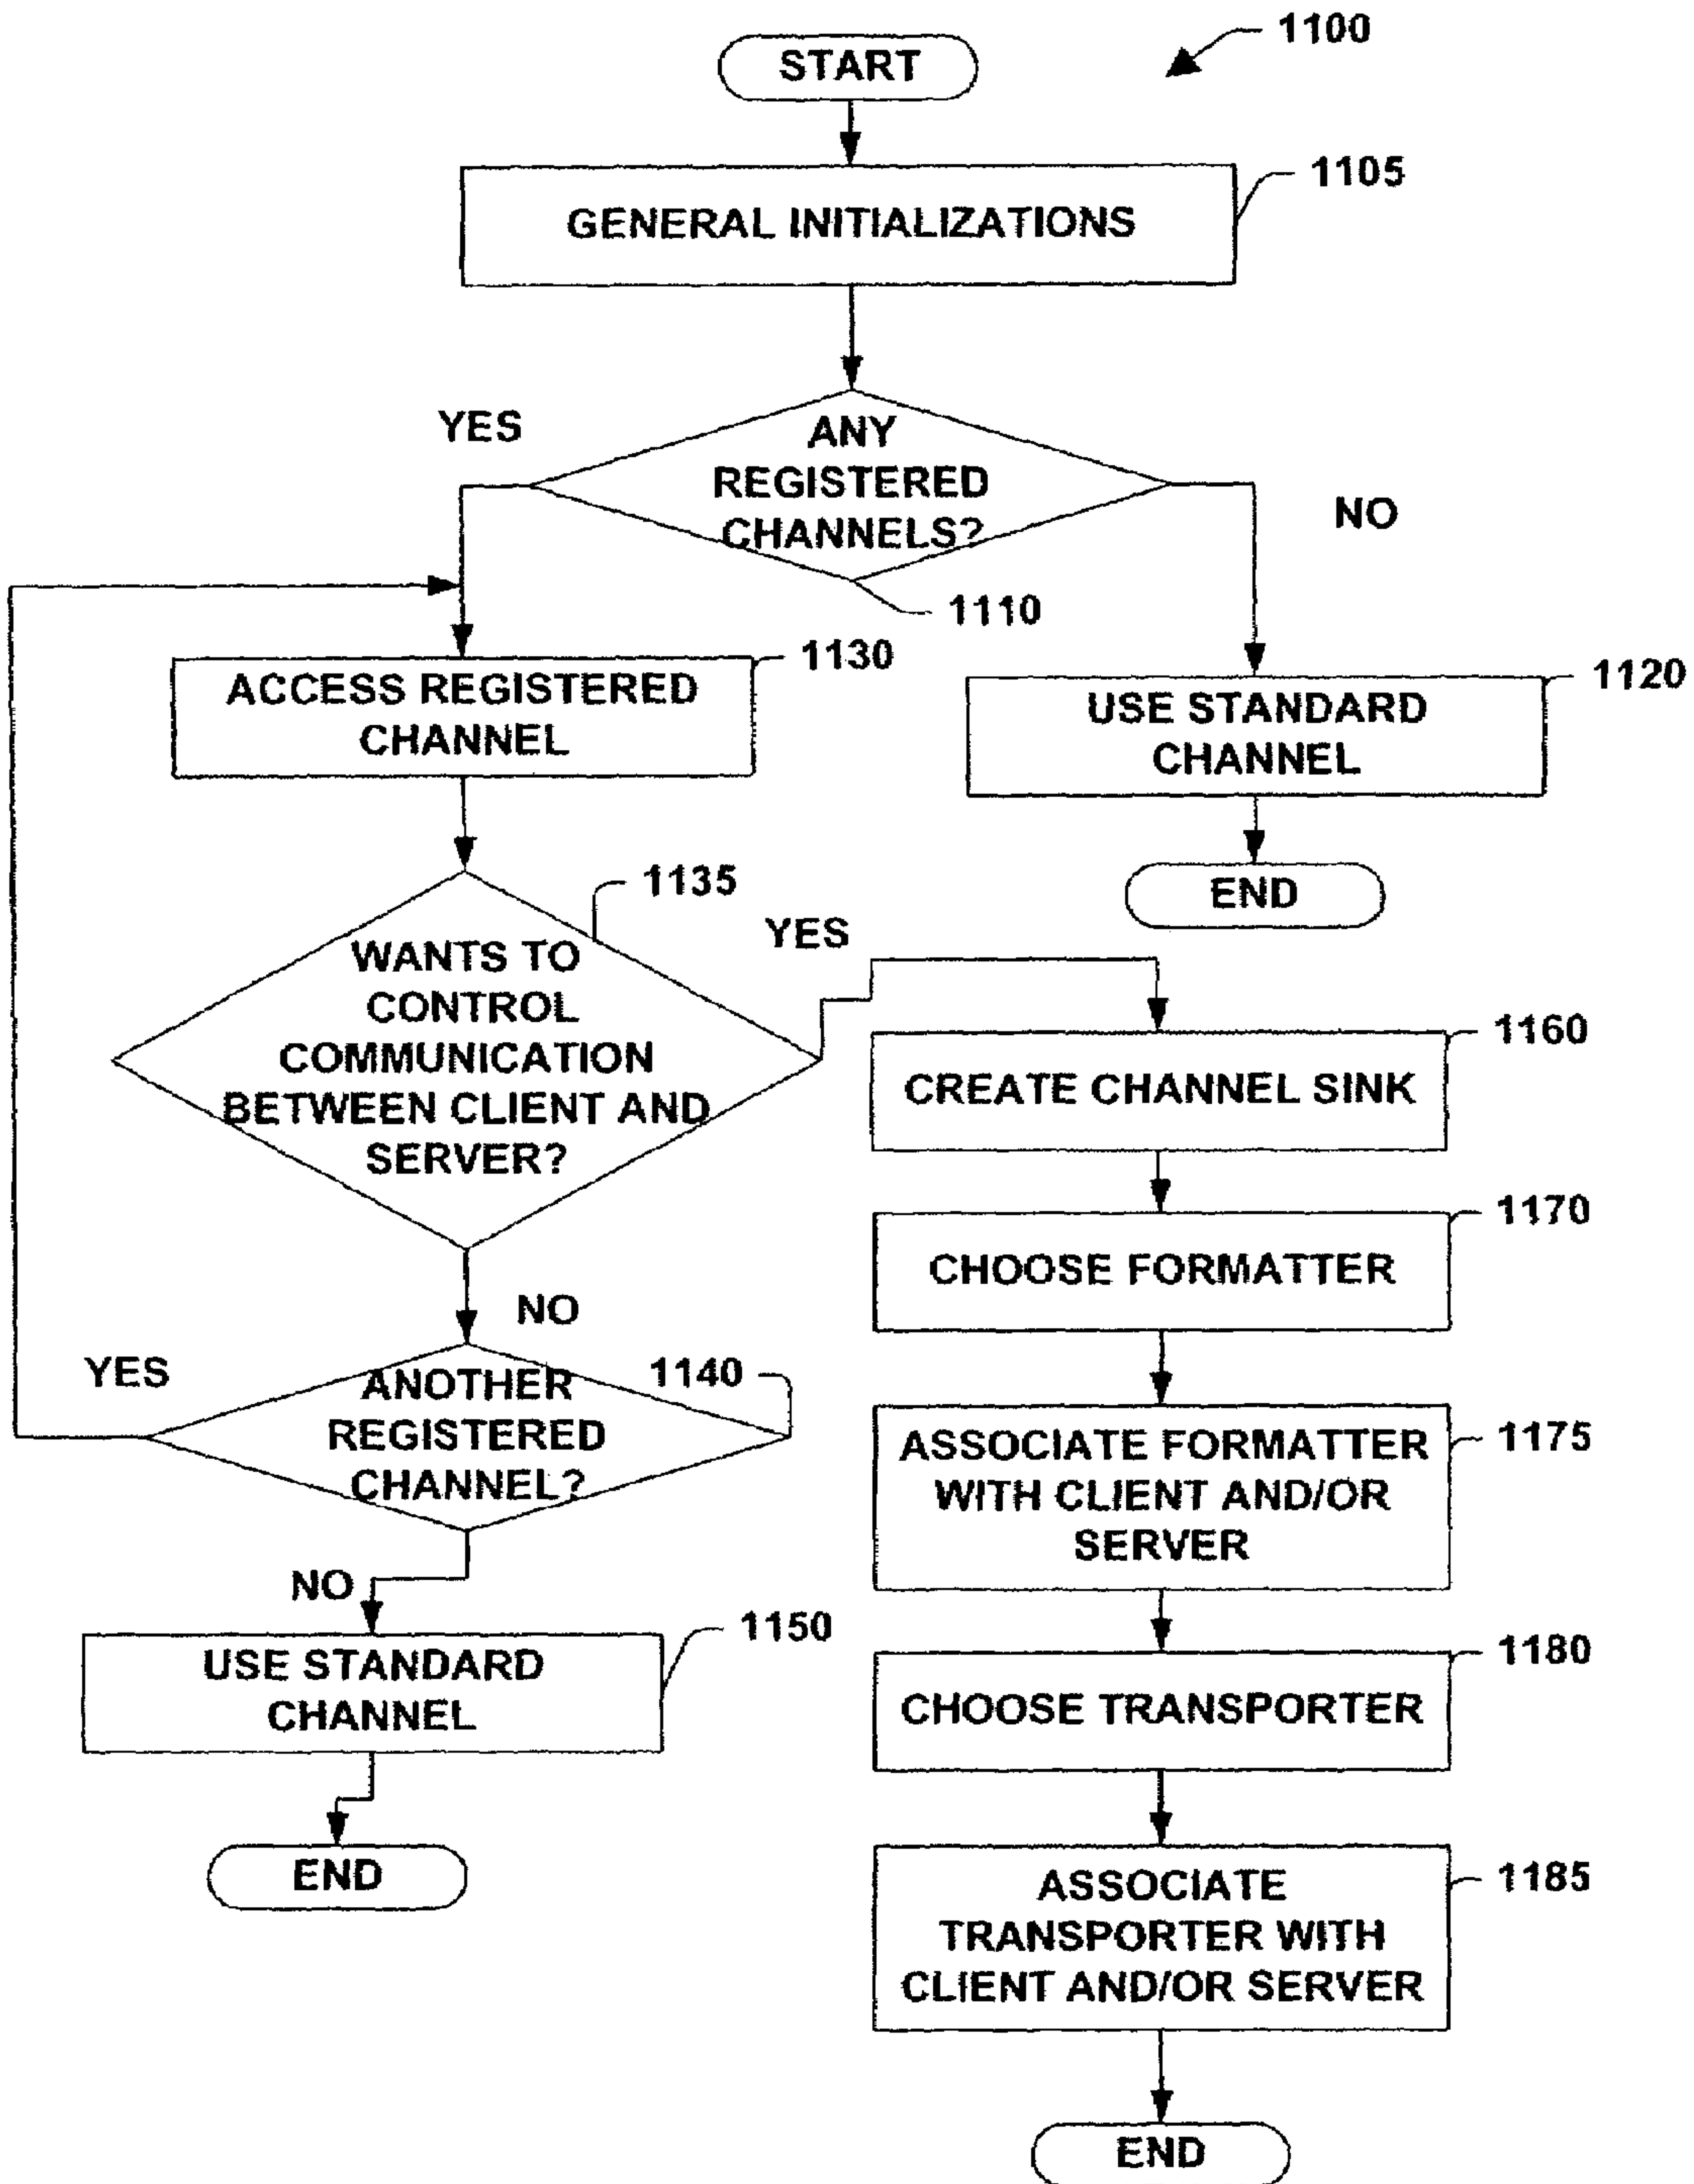 START
1100
GENERAL INITIALIZATIONS
1105
YES
ANY
REGISTERED
CHANNELS?
NO
1110
ACCESS REGISTERED
CHANNEL
1130
USE STANDARD
CHANNEL
1120
END
1135
WANTS TO
CONTROL
COMMUNICATION
BETWEEN CLIENT AND
SERVER?
YES
CREATE CHANNEL SINK
1160
CHOOSE FORMATTER
1170
NO
YES
ANOTHER
REGISTERED
CHANNEL?
1140
ASSOCIATE FORMATTER
WITH CLIENT AND/OR
SERVER
1175
NO
USE STANDARD
CHANNEL
1150
CHOOSE TRANSPORTER
1180
END
ASSOCIATE
TRANSPORTER WITH
CLIENT AND/OR SERVER
1185
END